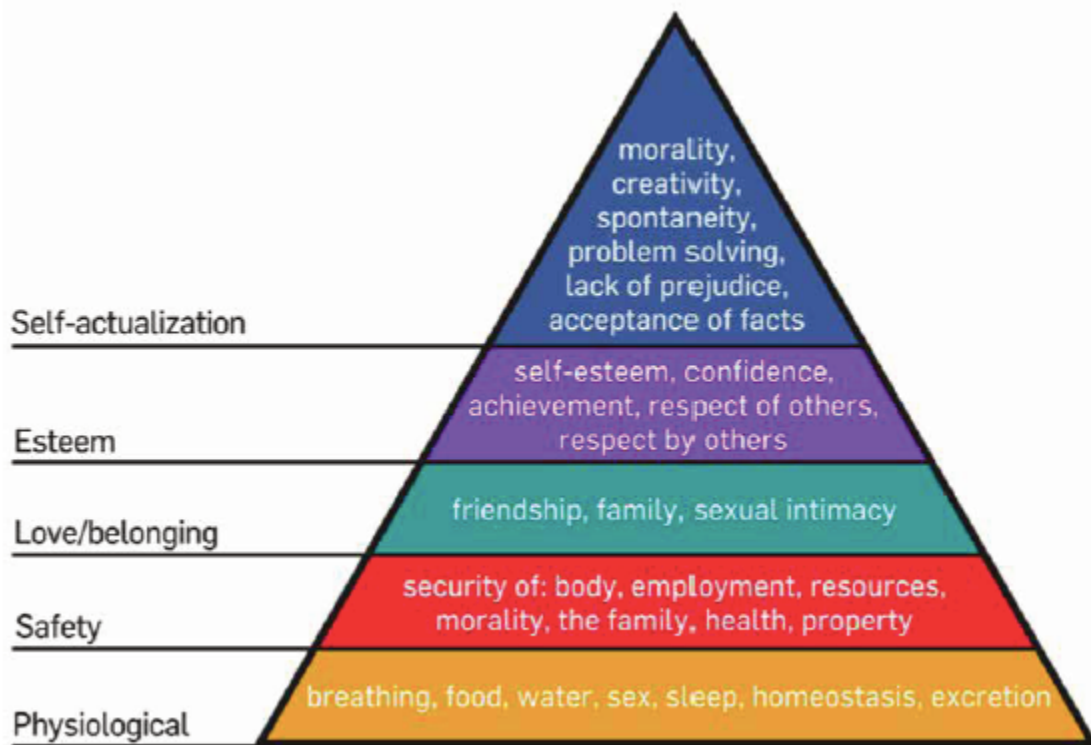 morality,
creativity,
spontaneity,
problem solving,
lack of prejudice,
acceptance of facts
Self-actualization
self-esteem, confidence,
achievement, respect of others,
respect by others
Esteem
friendship, family, sexual intimacy
Love/belonging
security of: body, employment, resources,
morality, the family, health, property
Safety
breathing, food, water, sex, sleep, homeostasis, excretion
Physiological